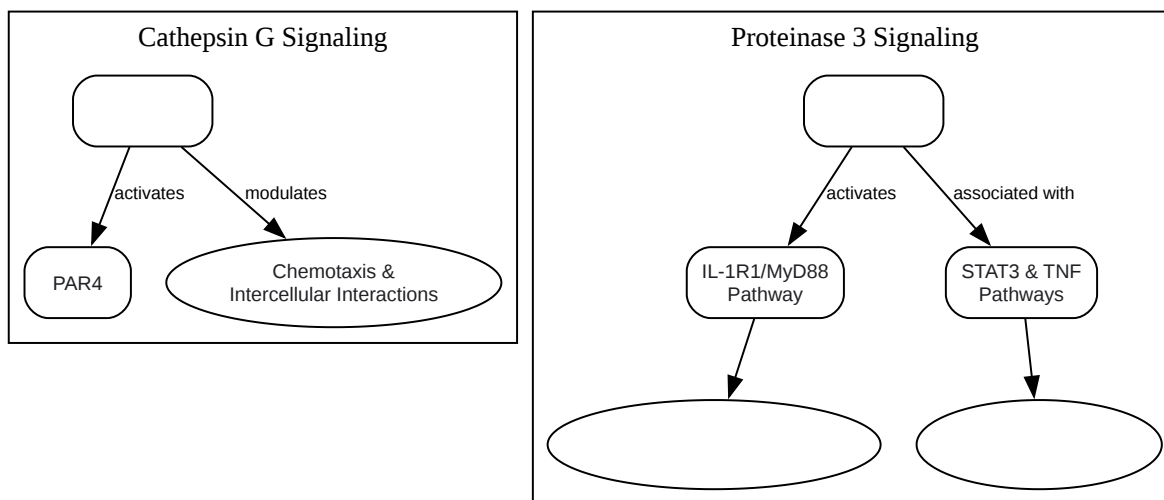 Cathepsin G Signaling
activates
modulates
PAR4
Chemotaxis &
Intercellular Interactions
Proteinase 3 Signaling
activates
associated with
IL-1R1/MyD88
Pathway
STAT3 & TNF
Pathways